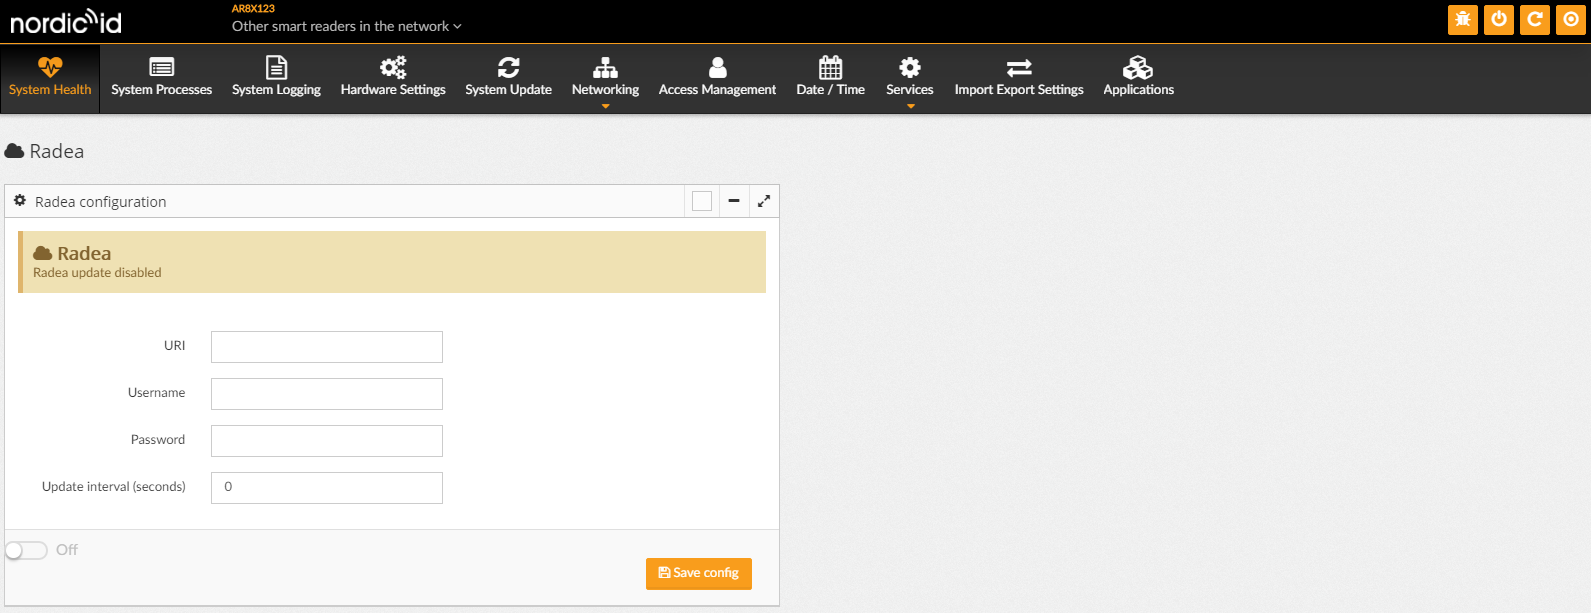 nordic id
AR8X123
Other smart readers in the network
System Health
System Processes
System Logging
Hardware Settings
System Update
Networking
Access Management
Date / Time
Services
Import Export Settings
Applications
Radea
Radea configuration
Radea
Radea update disabled
URI
Username
Password
Update interval (seconds)
0
Off
Save config